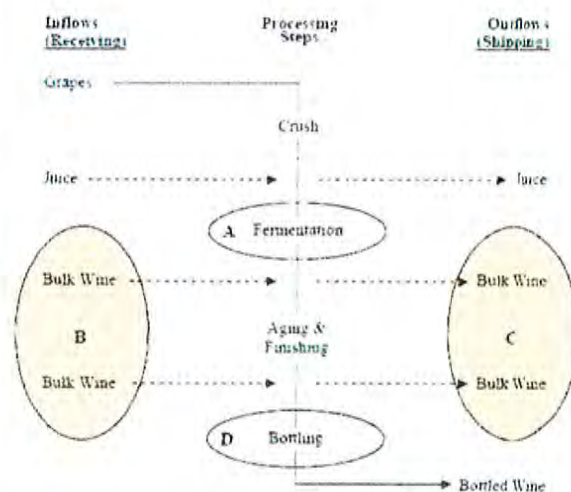 Inflows
(Receiving)
Processing
Steps
Outflows
(Shipping)
Grapes
Crush
Juice
Juice
A Fermentation
Bulk Wine
Bulk Wine
B
Aging &
Finishing
C
Bulk Wine
Bulk Wine
D Bottling
Bottled Wine